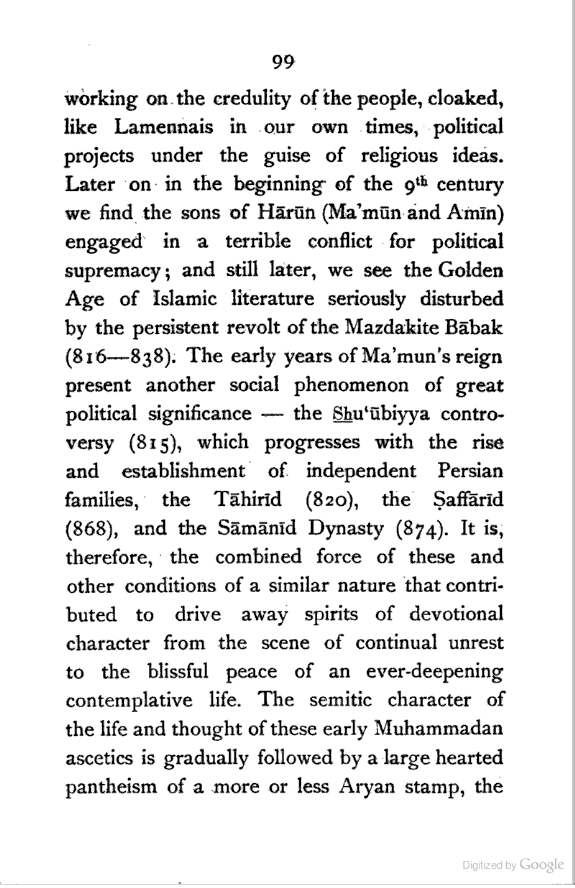 99
working on the credulity of the people, cloaked,
like Lamennais in our own times, political
projects under the guise of religious ideas.
Later on in the beginning of the 9th century
we find the sons of Hārūn (Ma'mūn and Amīn)
engaged in a terrible conflict for political
supremacy; and still later, we see the Golden
Age of Islamic literature seriously disturbed
by the persistent revolt of the Mazdakite Bābak
(816—838). The early years of Ma'mun's reign
present another social phenomenon of great
political significance — the Shu‘ūbiyya contro-
versy (815), which progresses with the rise
and establishment of independent Persian
families, the Tāhirīd (820), the Ṣaffārīd
(868), and the Sāmānīd Dynasty (874). It is,
therefore, the combined force of these and
other conditions of a similar nature that contri-
buted to drive away spirits of devotional
character from the scene of continual unrest
to the blissful peace of an ever-deepening
contemplative life. The semitic character of
the life and thought of these early Muhammadan
ascetics is gradually followed by a large hearted
pantheism of a more or less Aryan stamp, the
Digitized by Google